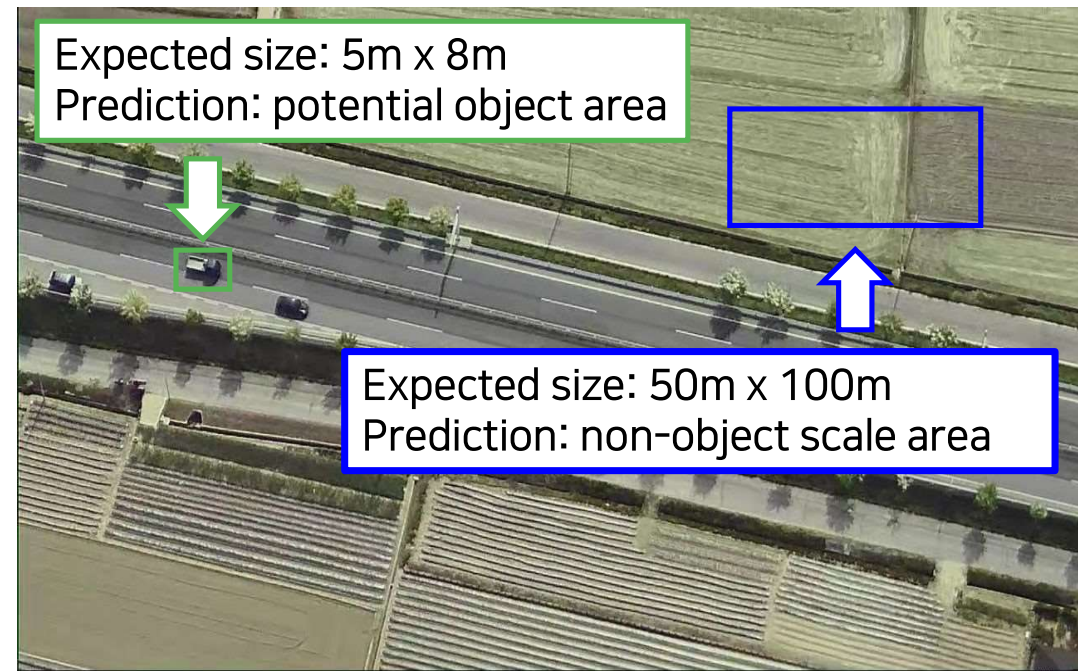 Expected size: 5m x 8m
Prediction: potential object area
Expected size: 50m x 100m
Prediction: non-object scale area